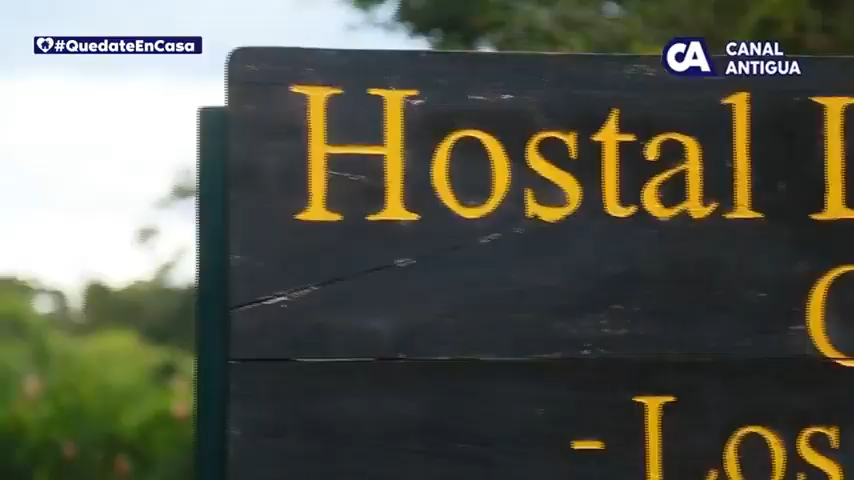 #QuedateEnCasa
CA CANAL
ANTIGUA
Hostal
- Los